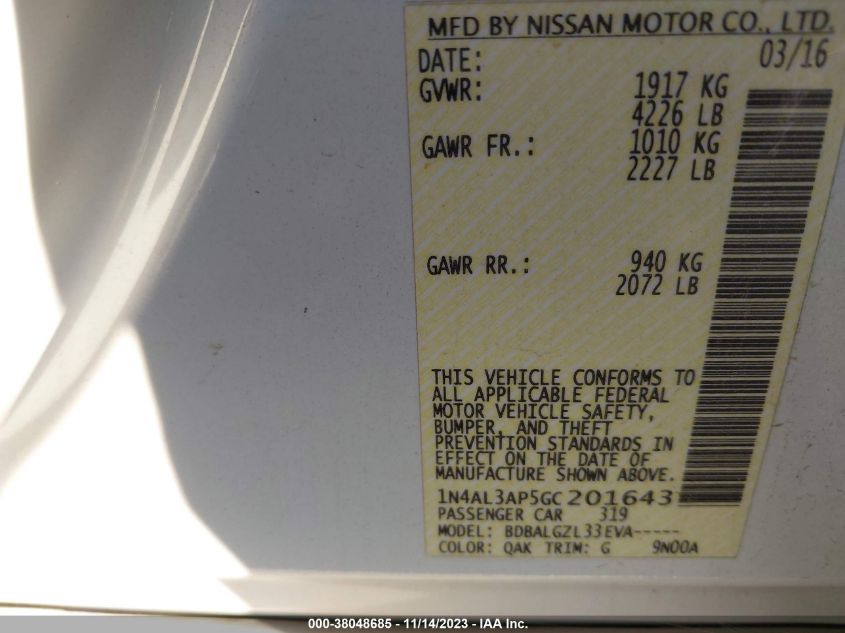 MFD BY NISSAN MOTOR CO., LTD.
DATE: 03/16
GVWR: 1917 KG
4226 LB
GAWR FR.: 1010 KG
2227 LB
GAWR RR.: 940 KG
2072 LB
THIS VEHICLE CONFORMS TO
ALL APPLICABLE FEDERAL
MOTOR VEHICLE SAFETY,
BUMPER, AND THEFT
PREVENTION STANDARDS IN
EFFECT ON THE DATE OF
MANUFACTURE SHOWN ABOVE.
1N4AL3AP5GC201643
PASSENGER CAR 319
MODEL: BDBALGZL33EVA-----
COLOR: QAK TRIM: G 9N00A
000-38048685 - 11/14/2023 - IAA Inc.